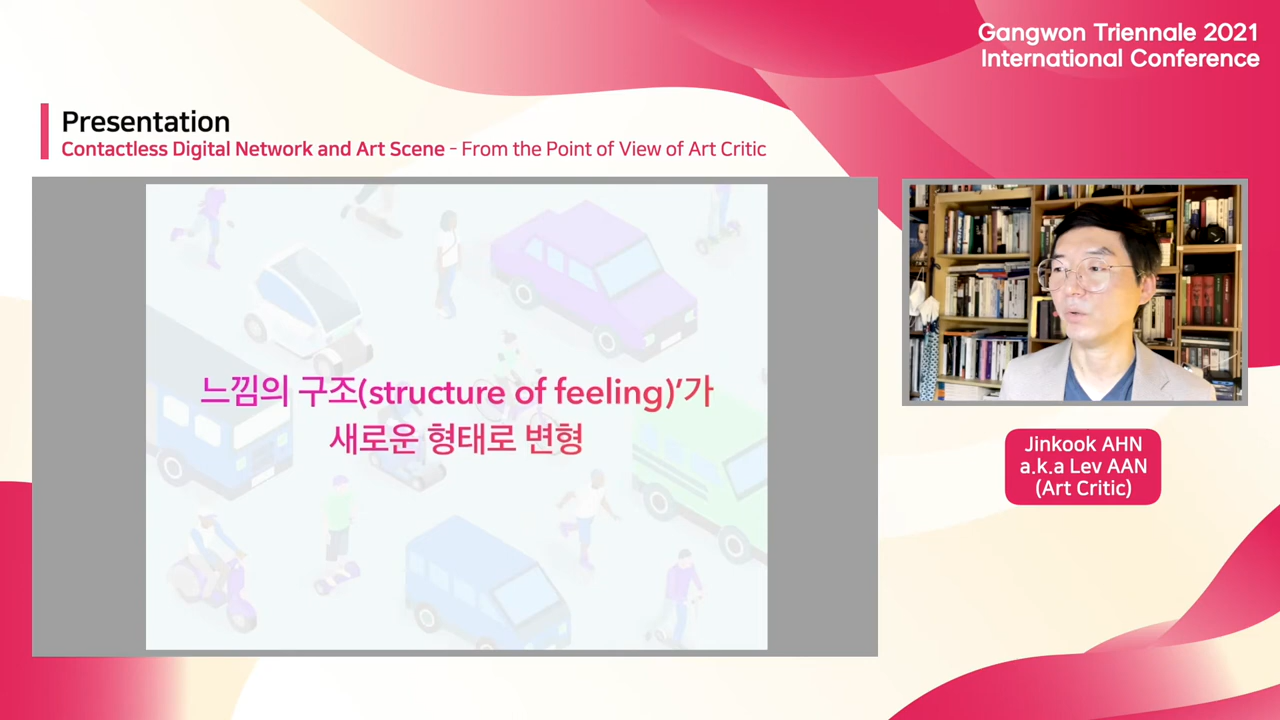 Gangwon Triennale 2021
International Conference
Presentation
Contactless Digital Network and Art Scene - From the Point of View of Art Critic
느낌의 구조(structure of feeling)’가
새로운 형태로 변형
Jinkook AHN
a.k.a Lev AAN
(Art Critic)